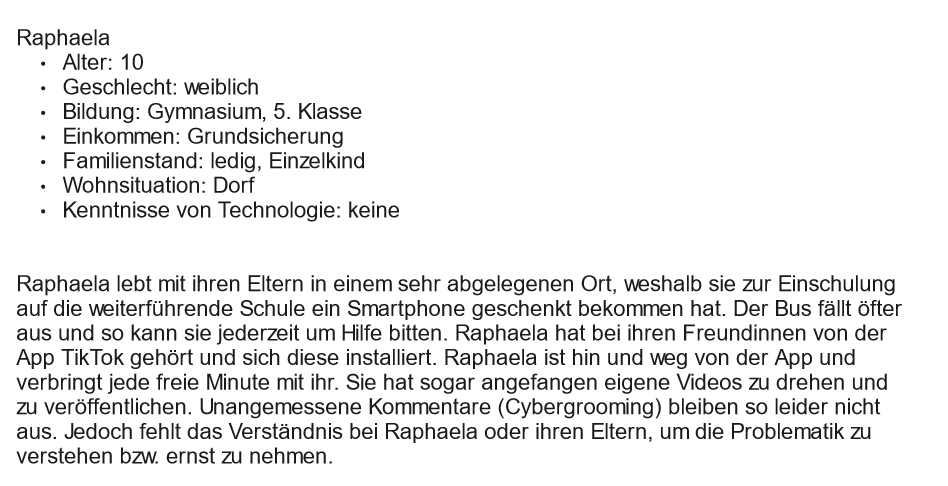 Raphaela
• Alter: 10
• Geschlecht: weiblich
• Bildung: Gymnasium, 5. Klasse
• Einkommen: Grundsicherung
• Familienstand: ledig, Einzelkind
• Wohnsituation: Dorf
• Kenntnisse von Technologie: keine
Raphaela lebt mit ihren Eltern in einem sehr abgelegenen Ort, weshalb sie zur Einschulung
auf die weiterführende Schule ein Smartphone geschenkt bekommen hat. Der Bus fällt öfter
aus und so kann sie jederzeit um Hilfe bitten. Raphaela hat bei ihren Freundinnen von der
App TikTok gehört und sich diese installiert. Raphaela ist hin und weg von der App und
verbringt jede freie Minute mit ihr. Sie hat sogar angefangen eigene Videos zu drehen und
zu veröffentlichen. Unangemessene Kommentare (Cybergrooming) bleiben so leider nicht
aus. Jedoch fehlt das Verständnis bei Raphaela oder ihren Eltern, um die Problematik zu
verstehen bzw. ernst zu nehmen.